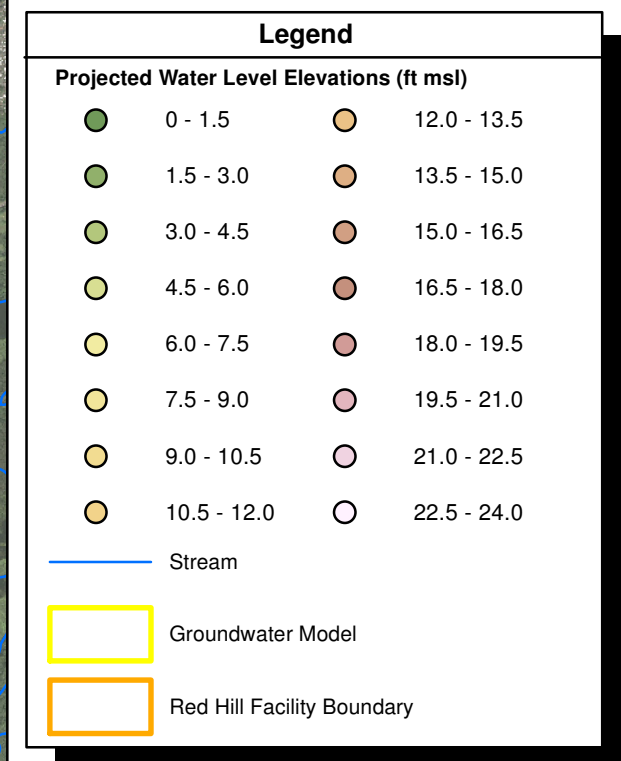 Legend
Projected Water Level Elevations (ft msl)
0 - 1.5
1.5 - 3.0
3.0 - 4.5
4.5 - 6.0
6.0 - 7.5
7.5 - 9.0
9.0 - 10.5
10.5 - 12.0
12.0 - 13.5
13.5 - 15.0
15.0 - 16.5
16.5 - 18.0
18.0 - 19.5
19.5 - 21.0
21.0 - 22.5
22.5 - 24.0
Stream
Groundwater Model
Red Hill Facility Boundary